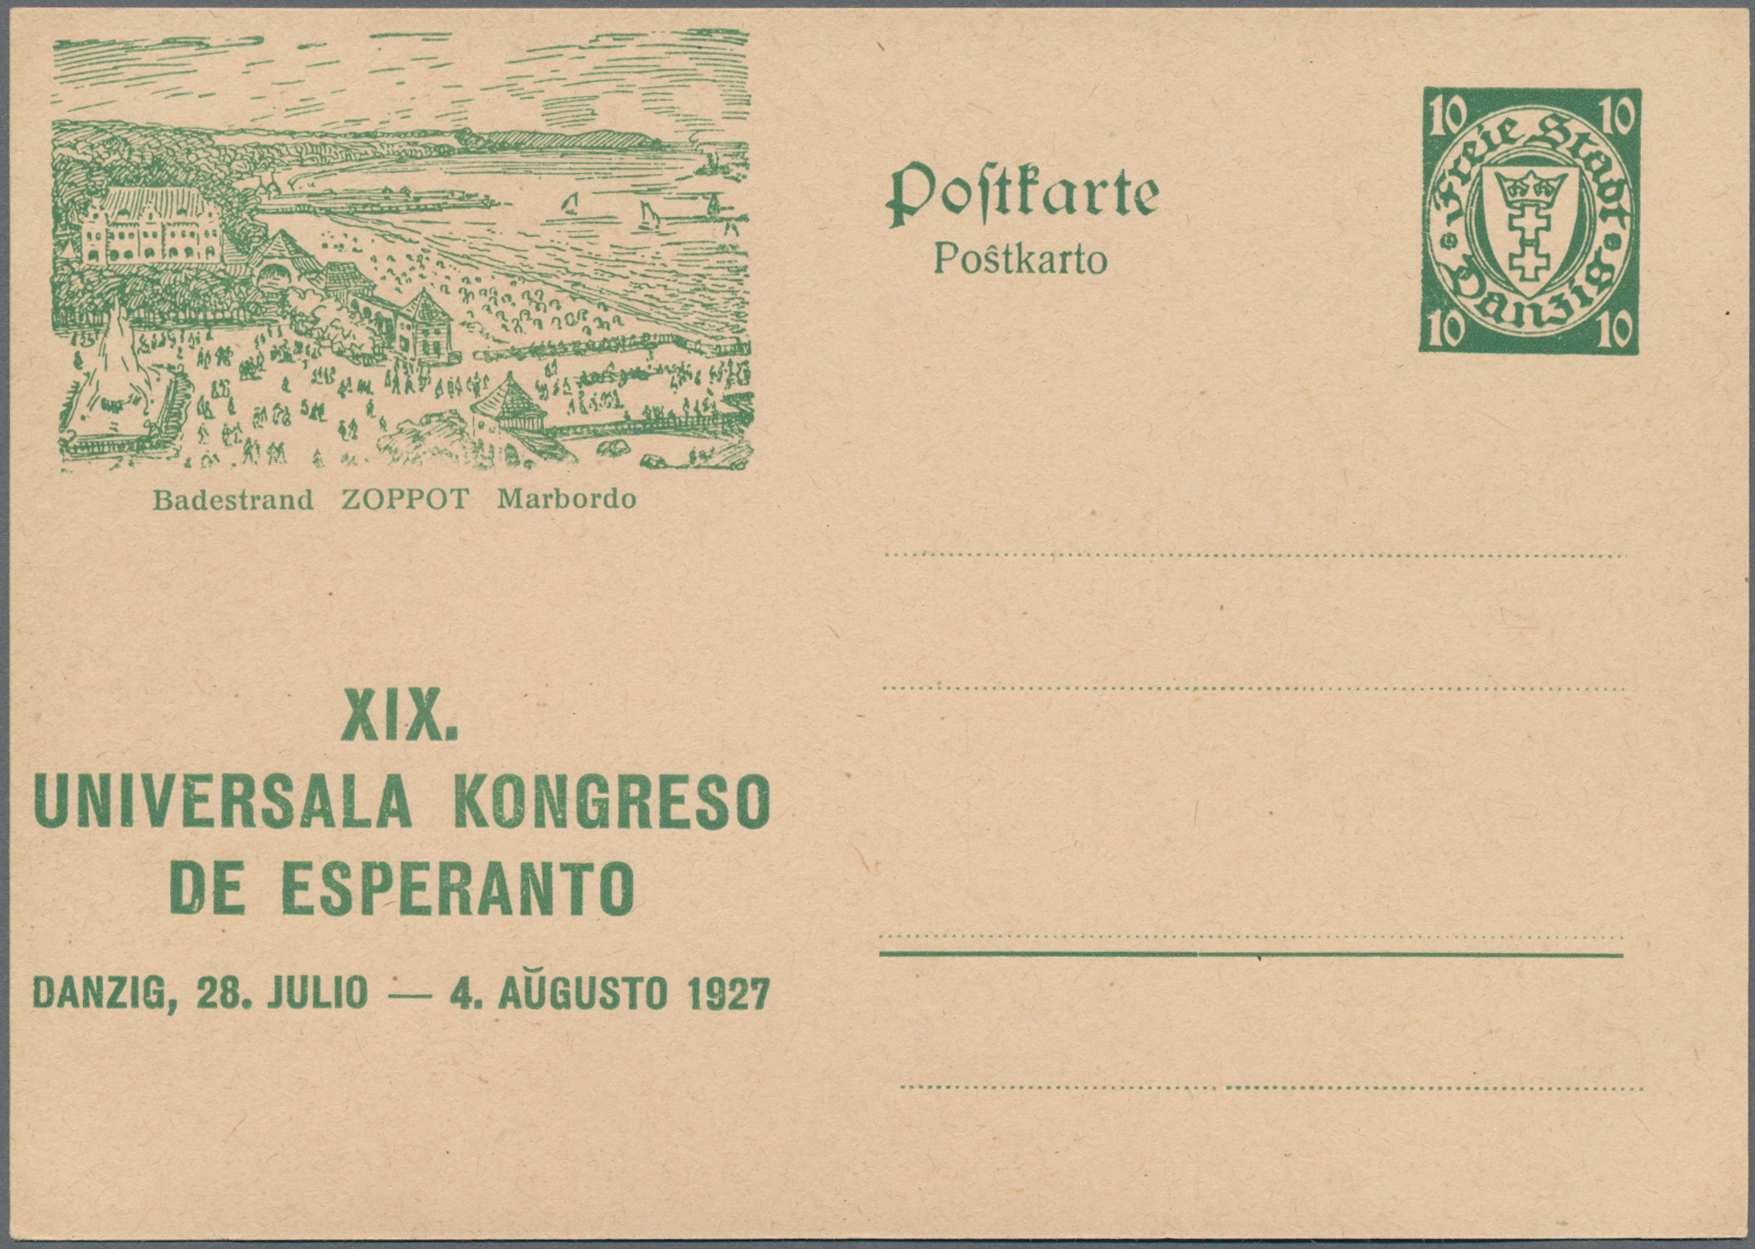 Badestrand ZOPPOT Marbordo
XIX.
UNIVERSALA KONGRESO
DE ESPERANTO
DANZIG, 28. JULIO — 4. AŬGUSTO 1927
Poſtkarte
Poŝtkarto
10 10
Freie Stadt
Danzig
10 10